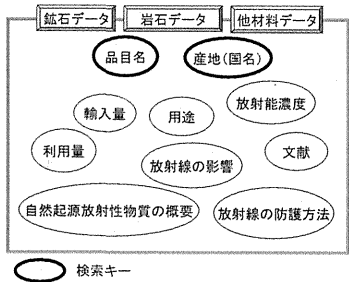 鉱石データ 岩石データ 他材料データ
品目名 産地(国名)
輸入量 用途 放射能濃度
利用量 放射線の影響 文献
自然起源放射性物質の概要 放射線の防護方法
検索キー